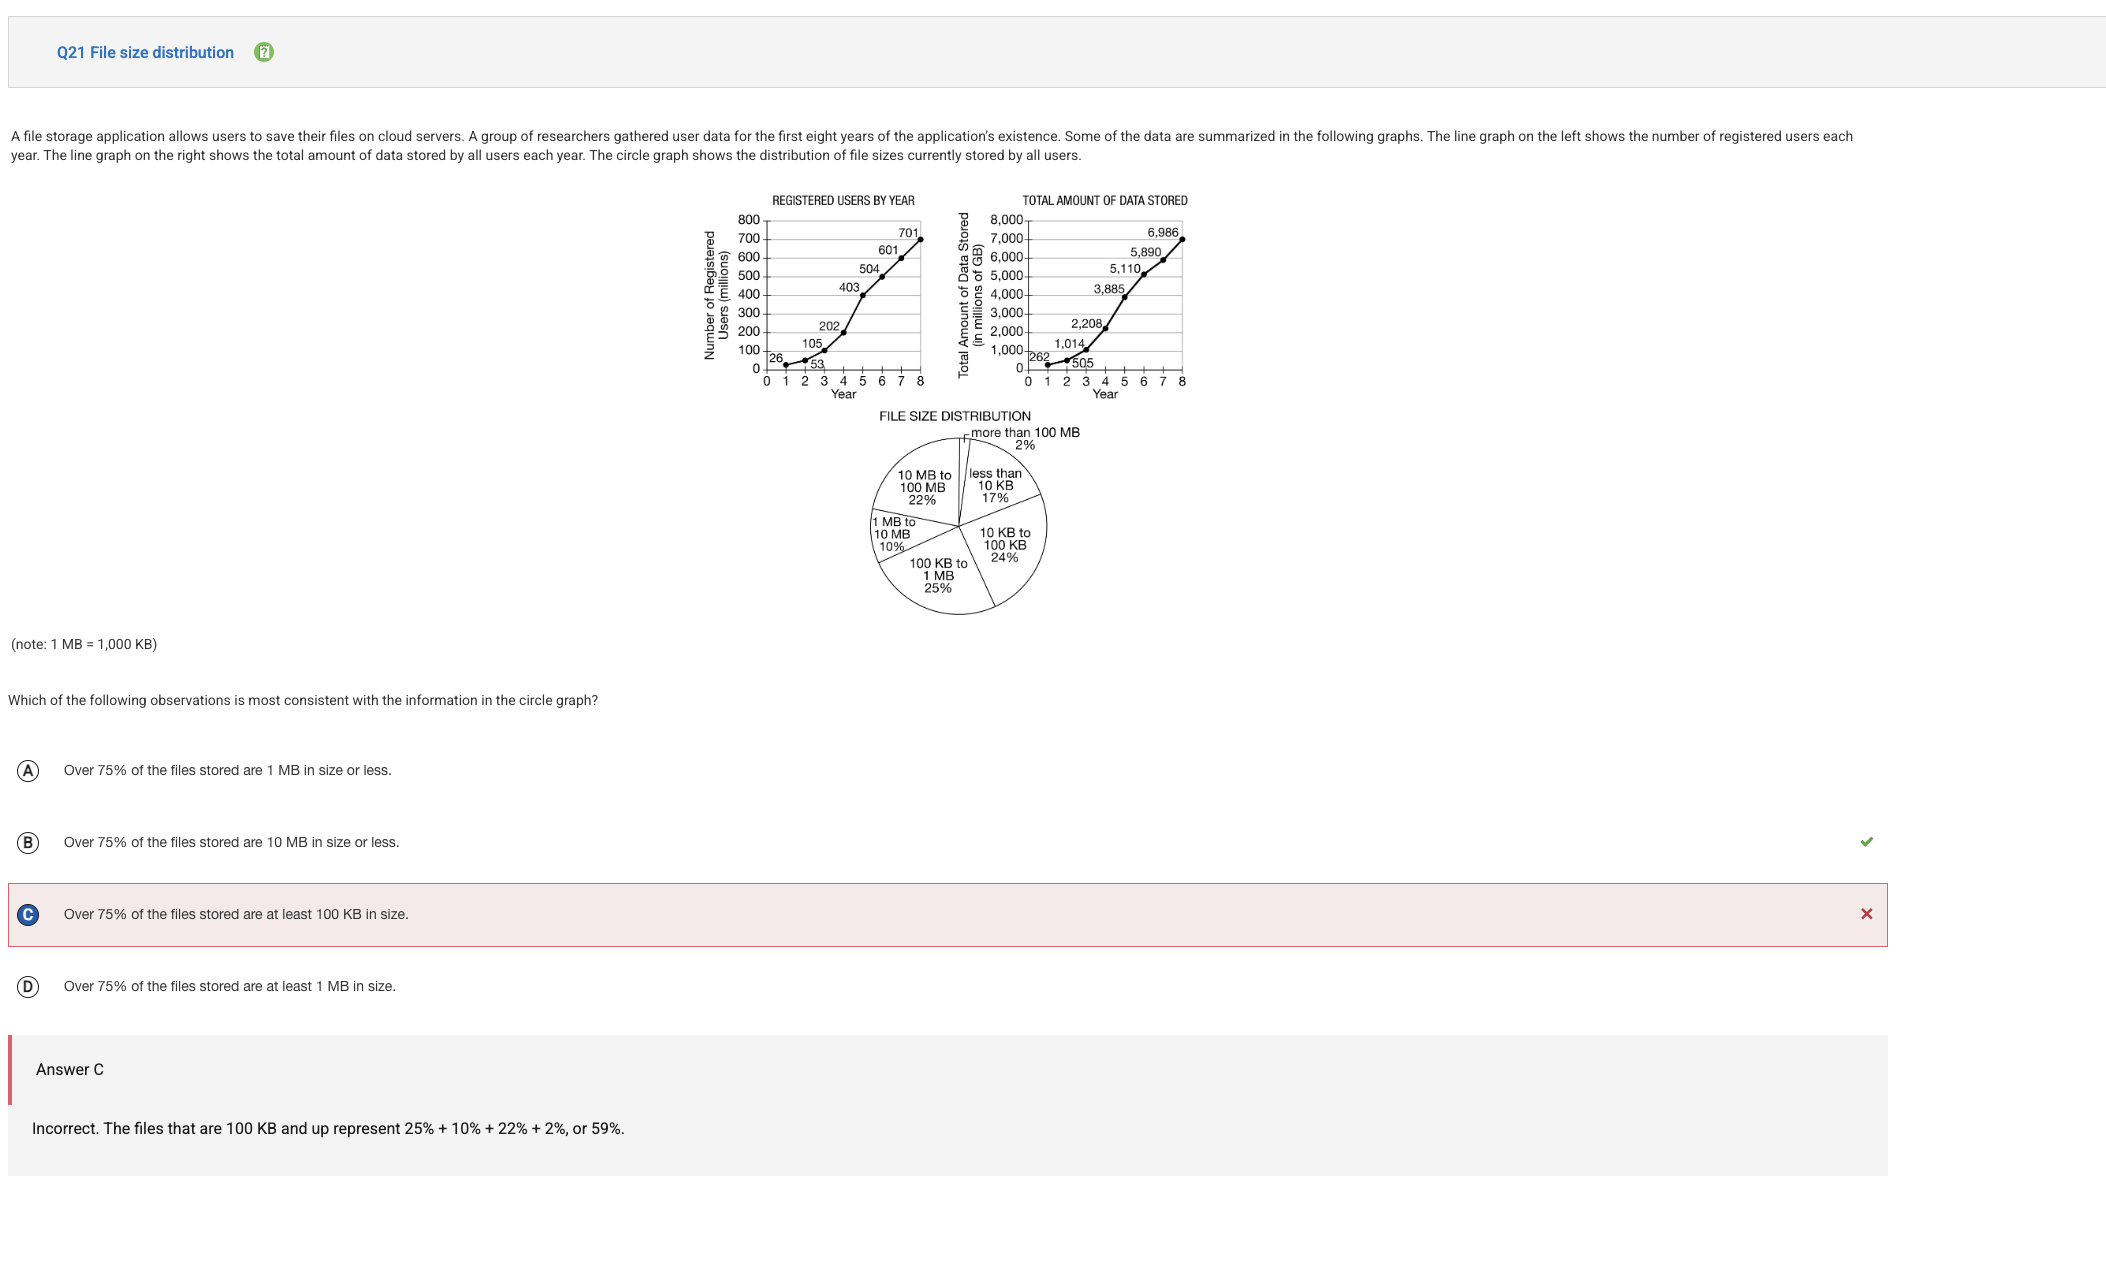 Q21 File size distribution
A file storage application allows users to save their files on cloud servers. A group of researchers gathered user data for the first eight years of the application's existence. Some of the data are summarized in the following graphs. The line graph on the left shows the number of registered users each
year. The line graph on the right shows the total amount of data stored by all users each year. The circle graph shows the distribution of file sizes currently stored by all users.
REGISTERED USERS BY YEAR
Number of Registered
Users (millions)
800
700
600
500
400
300
200
100
0
26
53
105
202
403
504
601
701
0 1 2 3 4 5 6 7 8
Year
TOTAL AMOUNT OF DATA STORED
Total Amount of Data Stored
(in millions of GB)
8,000
7,000
6,000
5,000
4,000
3,000
2,000
1,000
0
262
505
1,014
2,208
3,885
5,110
5,890
6,986
0 1 2 3 4 5 6 7 8
Year
FILE SIZE DISTRIBUTION
more than 100 MB
2%
less than
10 KB
17%
10 KB to
100 KB
24%
100 KB to
1 MB
25%
1 MB to
10 MB
10%
10 MB to
100 MB
22%
(note: 1 MB = 1,000 KB)
Which of the following observations is most consistent with the information in the circle graph?
A Over 75% of the files stored are 1 MB in size or less.
B Over 75% of the files stored are 10 MB in size or less.
C Over 75% of the files stored are at least 100 KB in size.
D Over 75% of the files stored are at least 1 MB in size.
Answer C
Incorrect. The files that are 100 KB and up represent 25% + 10% + 22% + 2%, or 59%.